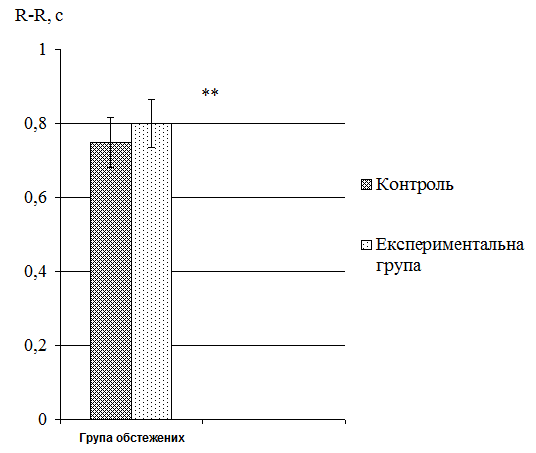 R-R, с
1
**
0,8
Контроль
0,6
Експериментальна
група
0,4
0,2
0
Група обстежених